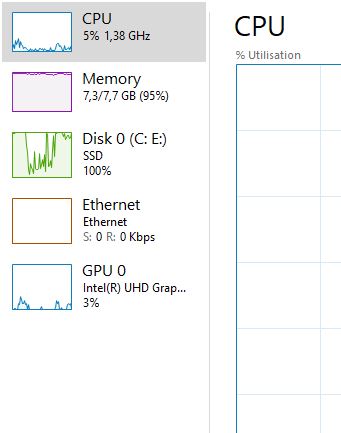 CPU
5% 1,38 GHz
Memory
7,3/7,7 GB (95%)
Disk 0 (C: E:)
SSD
100%
Ethernet
Ethernet
S: 0 R: 0 Kbps
GPU 0
Intel(R) UHD Grap...
3%
CPU
% Utilisation